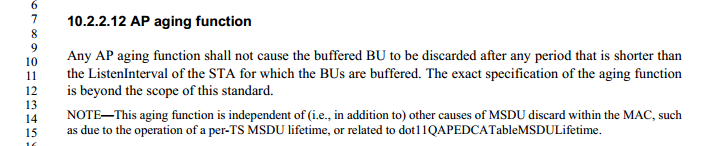 6
7 10.2.2.12 AP aging function
8
9
10 Any AP aging function shall not cause the buffered BU to be discarded after any period that is shorter than
11 the ListenInterval of the STA for which the BUs are buffered. The exact specification of the aging function
12 is beyond the scope of this standard.
13
14 NOTE—This aging function is independent of (i.e., in addition to) other causes of MSDU discard within the MAC, such
15 as due to the operation of a per-TS MSDU lifetime, or related to dot11QAPEDCATableMSDULifetime.